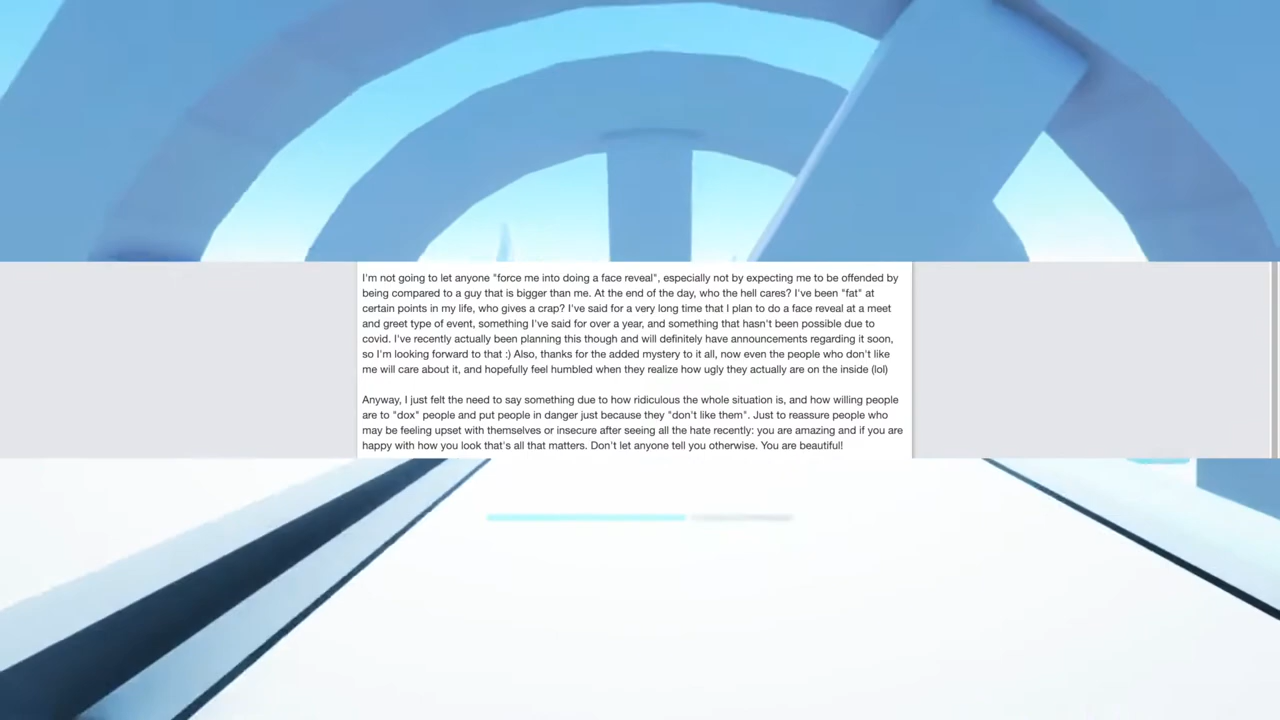 I'm not going to let anyone "force me into doing a face reveal", especially not by expecting me to be offended by
being compared to a guy that is bigger than me. At the end of the day, who the hell cares? I've been "fat" at
certain points in my life, who gives a crap? I've said for a very long time that I plan to do a face reveal at a meet
and greet type of event, something I've said for over a year, and something that hasn't been possible due to
covid. I've recently actually been planning this though and will definitely have announcements regarding it soon,
so I'm looking forward to that :) Also, thanks for the added mystery to it all, now even the people who don't like
me will care about it, and hopefully feel humbled when they realize how ugly they actually are on the inside (lol)
Anyway, I just felt the need to say something due to how ridiculous the whole situation is, and how willing people
are to "dox" people and put people in danger just because they "don't like them". Just to reassure people who
may be feeling upset with themselves or insecure after seeing all the hate recently: you are amazing and if you are
happy with how you look that's all that matters. Don't let anyone tell you otherwise. You are beautiful!